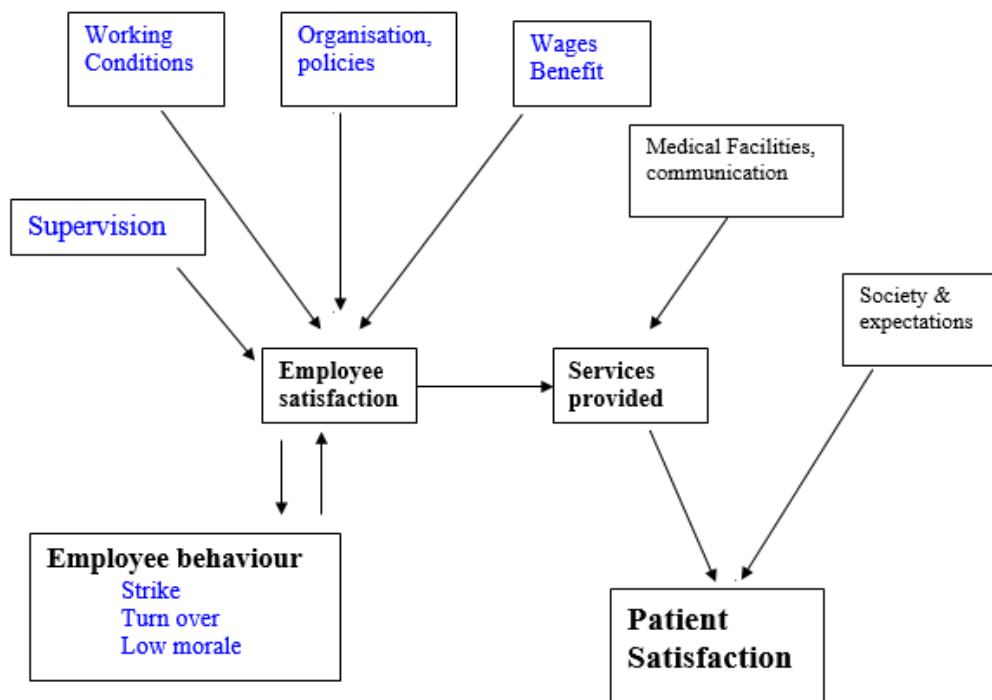 Working
Conditions
Organisation,
policies
Wages
Benefit
Medical Facilities,
communication
Supervision
Society &
expectations
Employee
satisfaction
Services
provided
Employee behaviour
Strike
Turn over
Low morale
Patient
Satisfaction